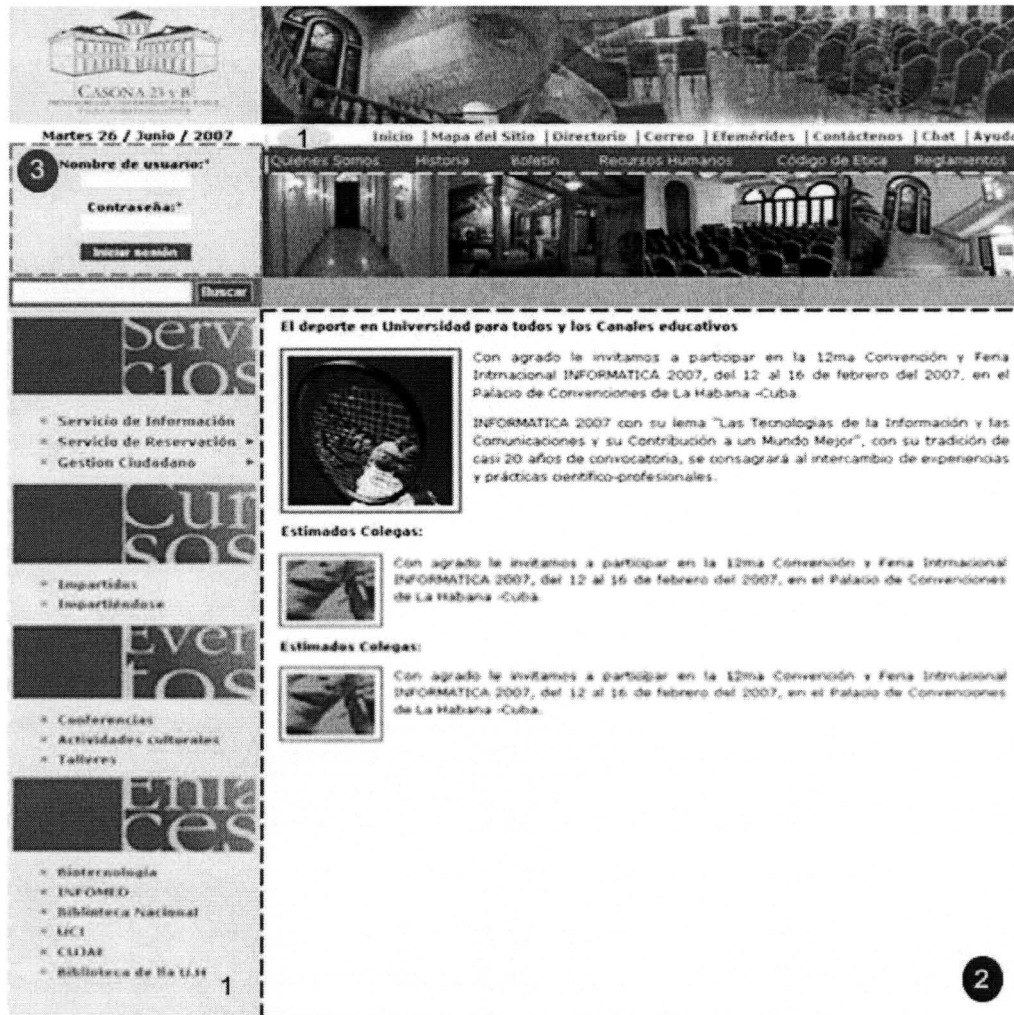 CASONA 23 y B
Martes 26 / Junio / 2007
1
Inicio | Mapa del Sitio | Directorio | Correo | Efemérides | Contáctenos | Chat | Ayuda
3
Nombre de usuario:*
Contraseña:*
Iniciar sesión
Quiénes Somos Historia Boletín Recursos Humanos Código de Etica Reglamentos
Buscar
Servi
cios
Servicio de Información
Servicio de Reservación
Gestion Ciudadano
Cur
sos
Impartidos
Impartiéndose
Even
tos
Conferencias
Actividades culturales
Talleres
Enla
ces
Biotecnología
INFOMED
Biblioteca Nacional
UCI
CUJAE
Biblioteca de lla U.H
1
El deporte en Universidad para todos y los Canales educativos
Con agrado le invitamos a participar en la 12ma Convención y Feria
Intrnacional INFORMATICA 2007, del 12 al 16 de febrero del 2007, en el
Palacio de Convenciones de La Habana -Cuba.
INFORMATICA 2007 con su lema "Las Tecnologías de la Información y las
Comunicaciones y su Contribución a un Mundo Mejor", con su tradición de
casi 20 años de convocatoria, se consagrará al intercambio de experiencias
y prácticas científico-profesionales.
Estimados Colegas:
Con agrado le invitamos a participar en la 12ma Convención y Feria Intrnacional
INFORMATICA 2007, del 12 al 16 de febrero del 2007, en el Palacio de Convenciones
de La Habana -Cuba.
Estimados Colegas:
Con agrado le invitamos a participar en la 12ma Convención y Feria Intrnacional
INFORMATICA 2007, del 12 al 16 de febrero del 2007, en el Palacio de Convenciones
de La Habana -Cuba.
2